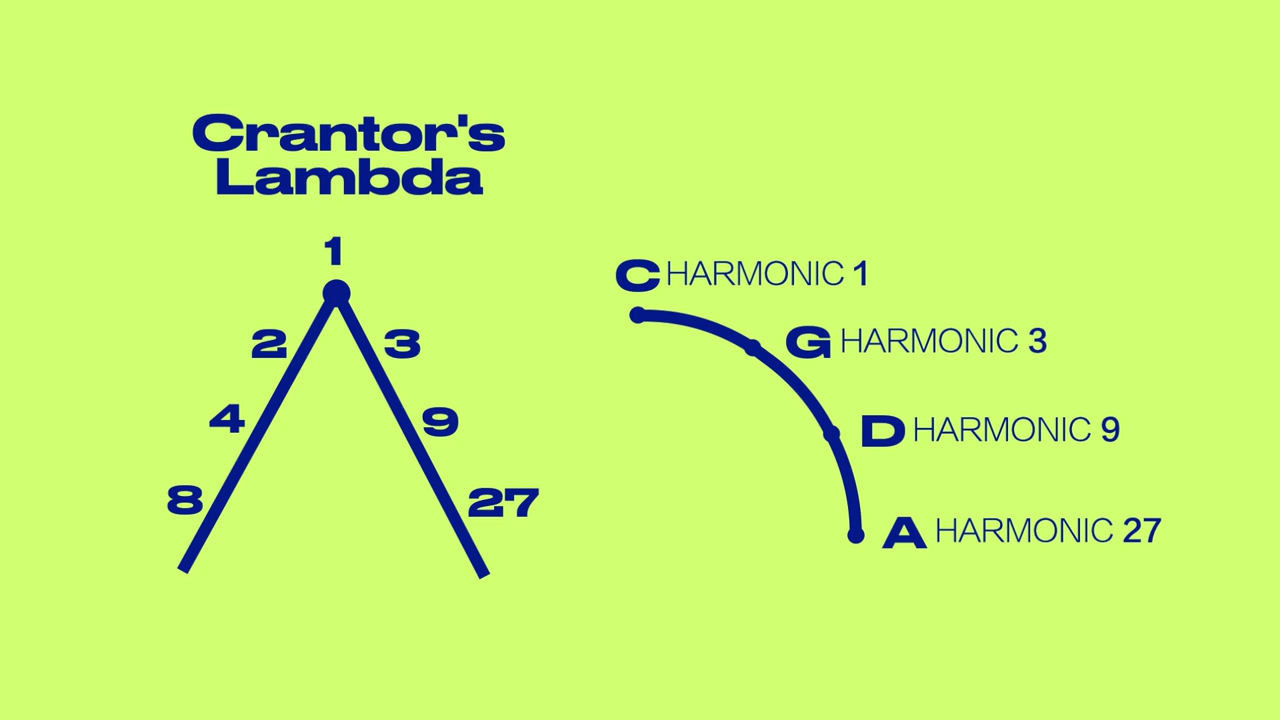 Crantor's
Lambda
1
2
3
4
9
8
27
C HARMONIC 1
G HARMONIC 3
D HARMONIC 9
A HARMONIC 27